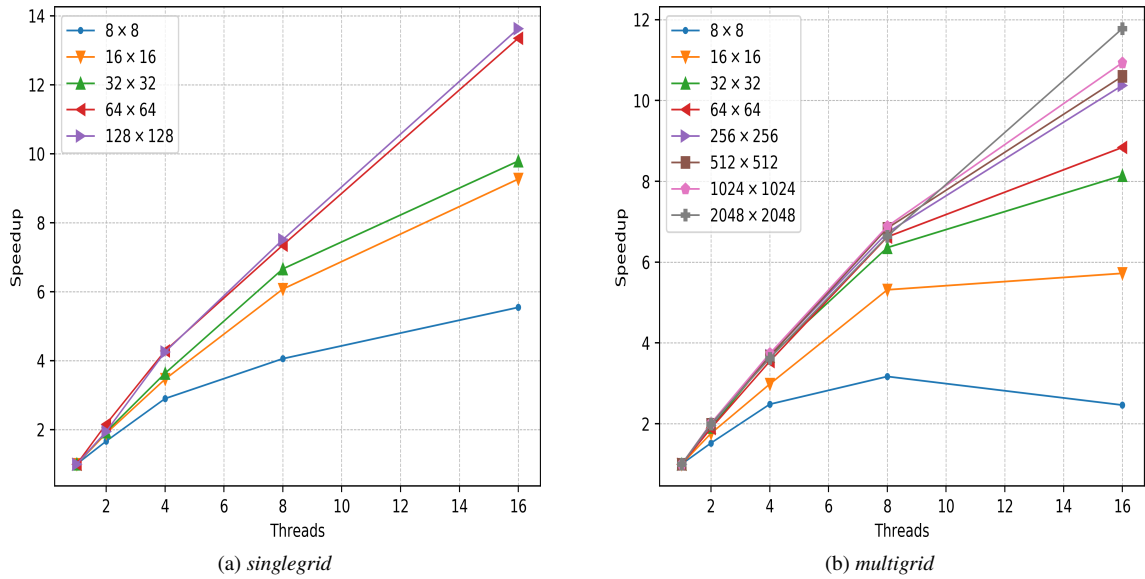 14
12
10
8
6
4
2
Speedup
8 × 8
16 × 16
32 × 32
64 × 64
128 × 128
2 4 6 8 10 12 14 16
Threads
(a) singlegrid
12
10
8
6
4
2
Speedup
8 × 8
16 × 16
32 × 32
64 × 64
256 × 256
512 × 512
1024 × 1024
2048 × 2048
2 4 6 8 10 12 14 16
Threads
(b) multigrid